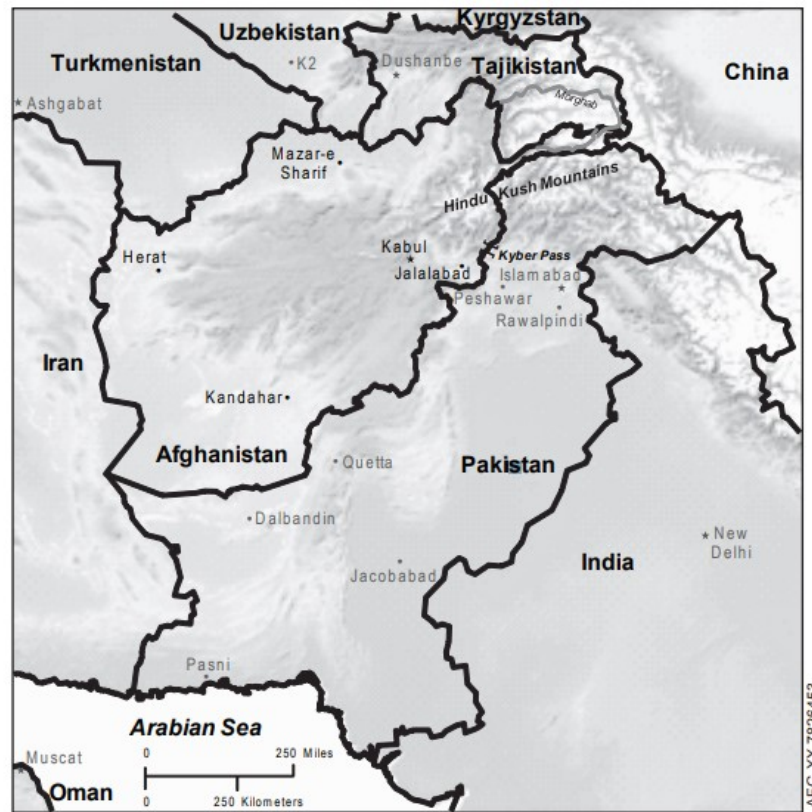 Kyrgyzstan
Uzbekistan
Turkmenistan
K2
Dushanbe
Tajikistan
China
Ashgabat
Morghab
Mazar-e
Sharif
Hindu Kush Mountains
Herat
Kabul
Kyber Pass
Jalalabad
Islamabad
Peshawar
Rawalpindi
Iran
Kandahar
Afghanistan
Quetta
Pakistan
Dalbandin
New
Delhi
India
Jacobabad
Pasni
Arabian Sea
Muscat
0 250 Miles
Oman
0 250 Kilometers